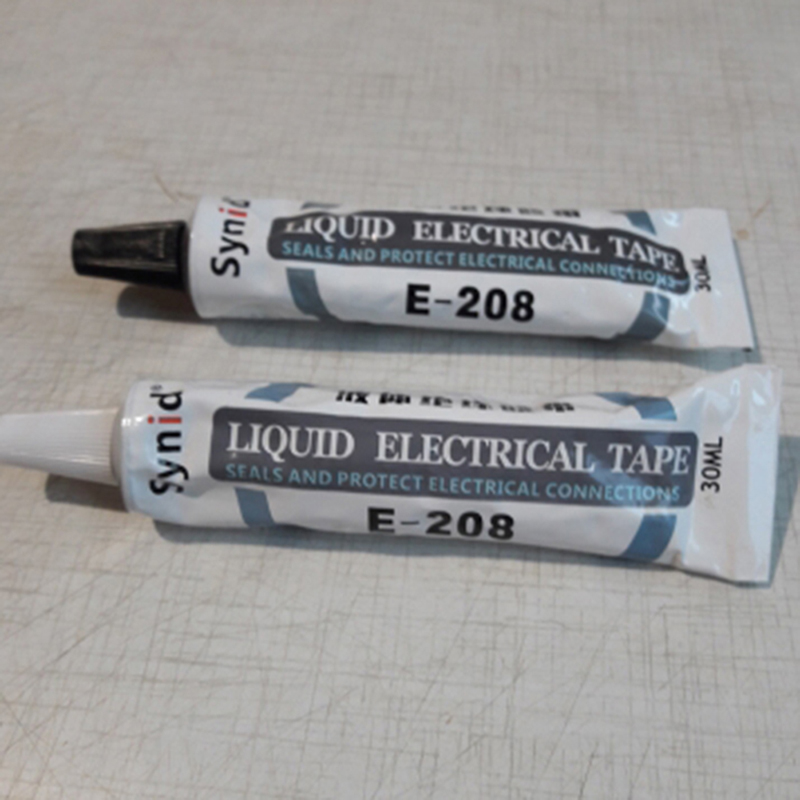 Synid
LIQUID ELECTRICAL TAPE
SEALS AND PROTECT ELECTRICAL CONNECTIONS
E-208
30ML
Synid®
LIQUID ELECTRICAL TAPE
SEALS AND PROTECT ELECTRICAL CONNECTIONS
E-208
30ML